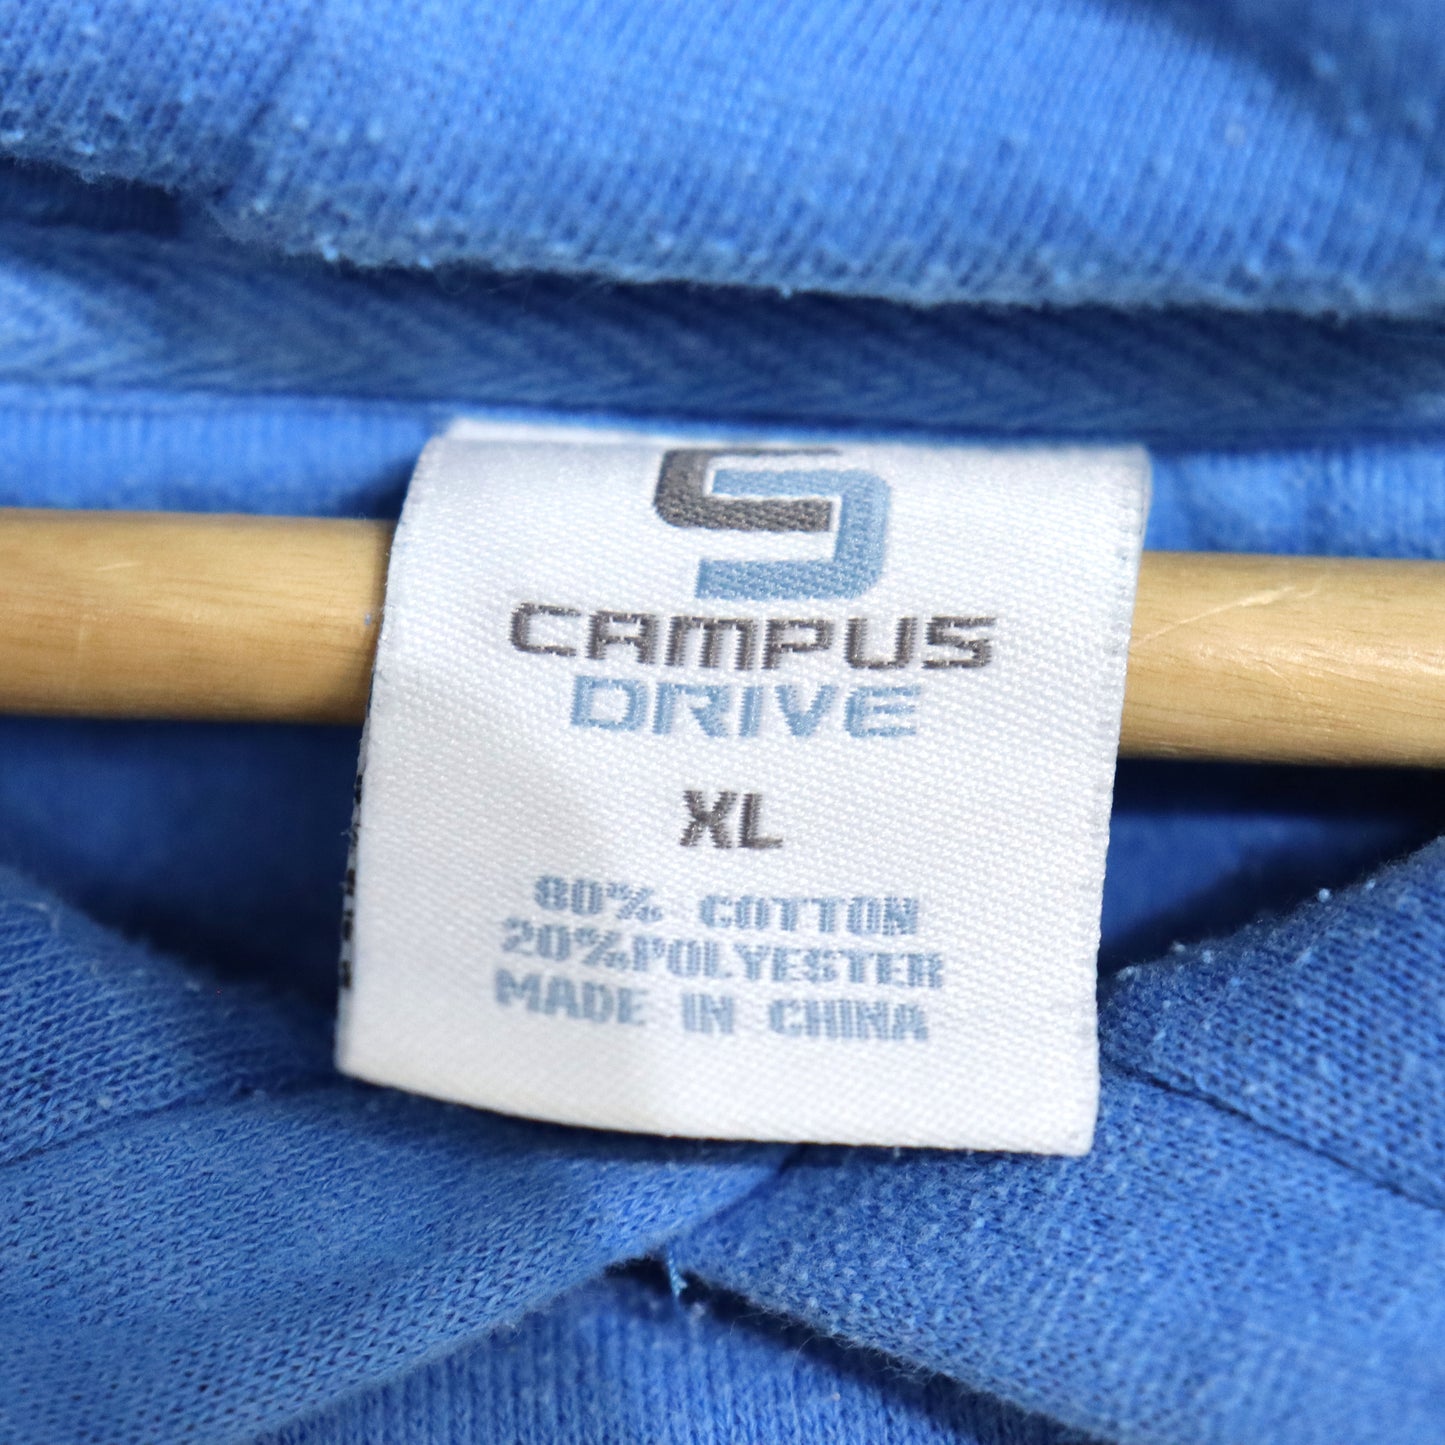 CAMPUS
DRIVE
XL
80% COTTON
20%POLYESTER
MADE IN CHINA